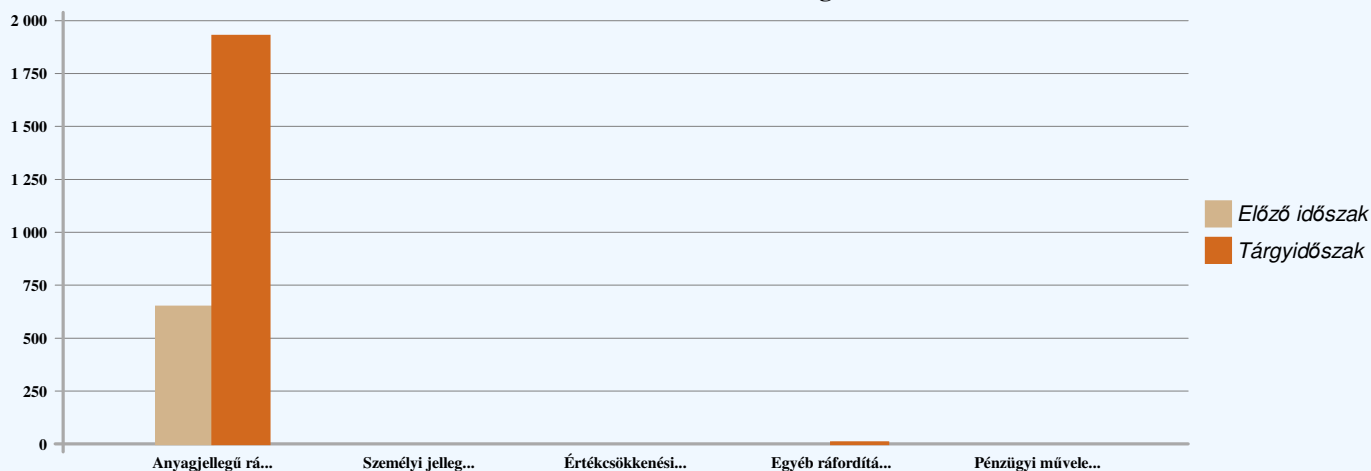 2 000
1 750
1 500
1 250
1 000
750
500
250
0
Anyagjellegű rá...
Személyi jelleg...
Értékcsökkenési...
Egyéb ráfordítá...
Pénzügyi művele...
Előző időszak
Tárgyidőszak